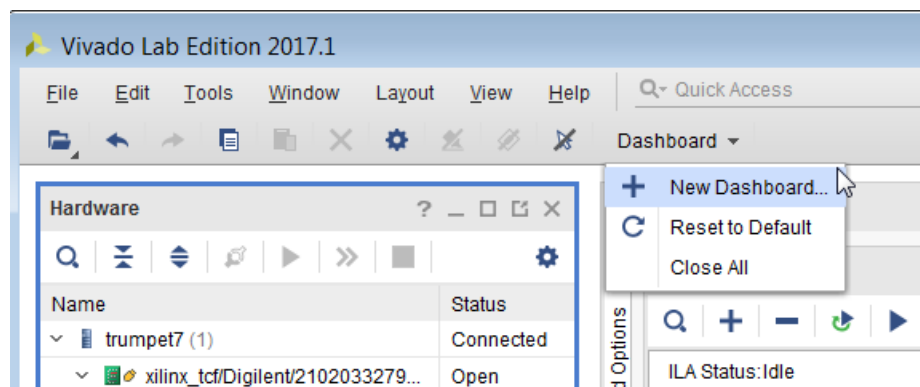 Vivado Lab Edition 2017.1
File Edit Tools Window Layout View Help Quick Access
Dashboard
New Dashboard...
Reset to Default
Close All
Hardware
Name Status
trumpet7 (1) Connected
xilinx_tcf/Digilent/2102033279... Open
Options
ILA Status: Idle